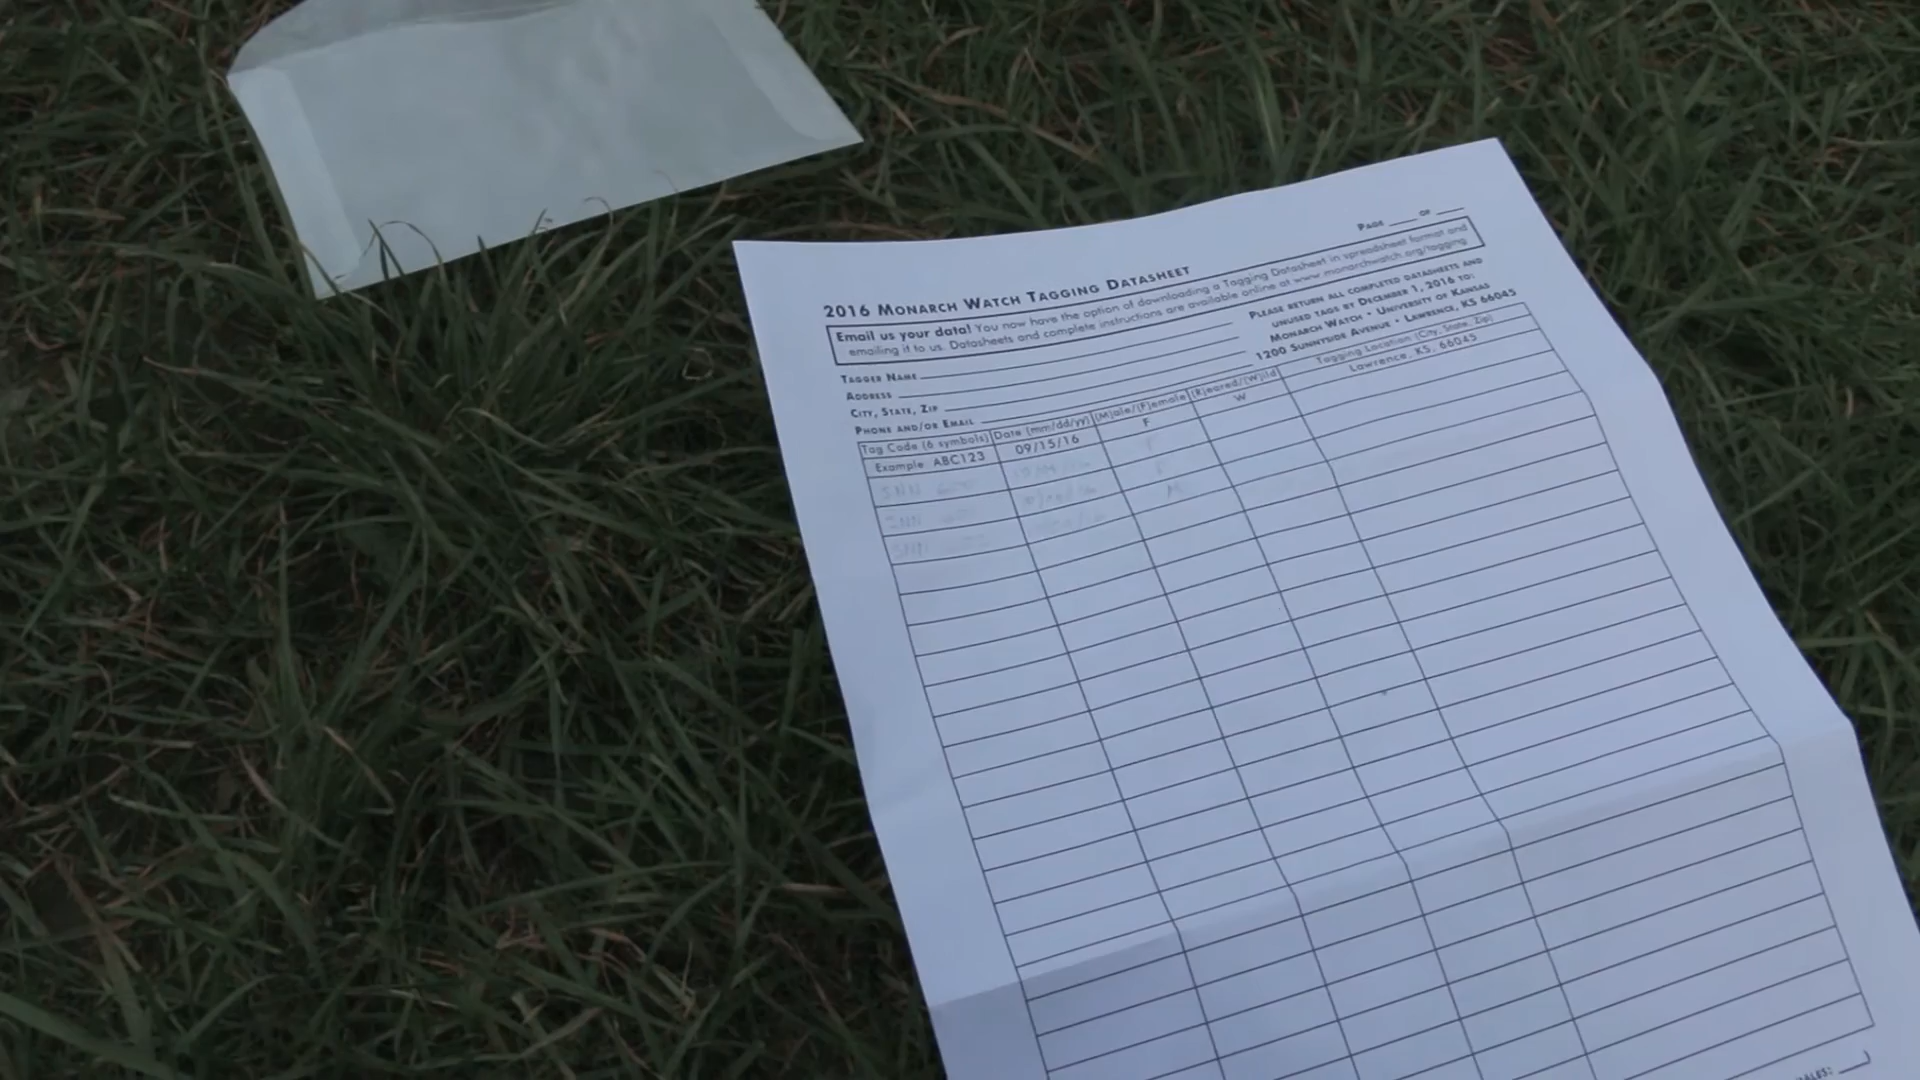 PAGE ____ OF ____
2016 MONARCH WATCH TAGGING DATASHEET
Email us your data! You now have the option of downloading a Tagging Datasheet in spreadsheet format and
emailing it to us. Datasheets and complete instructions are available online at www.monarchwatch.org/tagging
PLEASE RETURN ALL COMPLETED DATASHEETS AND
UNUSED TAGS BY DECEMBER 1, 2016 TO:
MONARCH WATCH • UNIVERSITY OF KANSAS
1200 SUNNYSIDE AVENUE • LAWRENCE, KS 66045
TAGGER NAME
ADDRESS
CITY, STATE, ZIP
PHONE AND/OR EMAIL
Tag Code (6 symbols) Date (mm/dd/yy) (M)ale/(F)emale (R)eared/(W)ild Tagging Location (City, State, Zip)
Example ABC123 09/15/16 F W Lawrence, KS, 66045
SNN
SNN
M
SNN